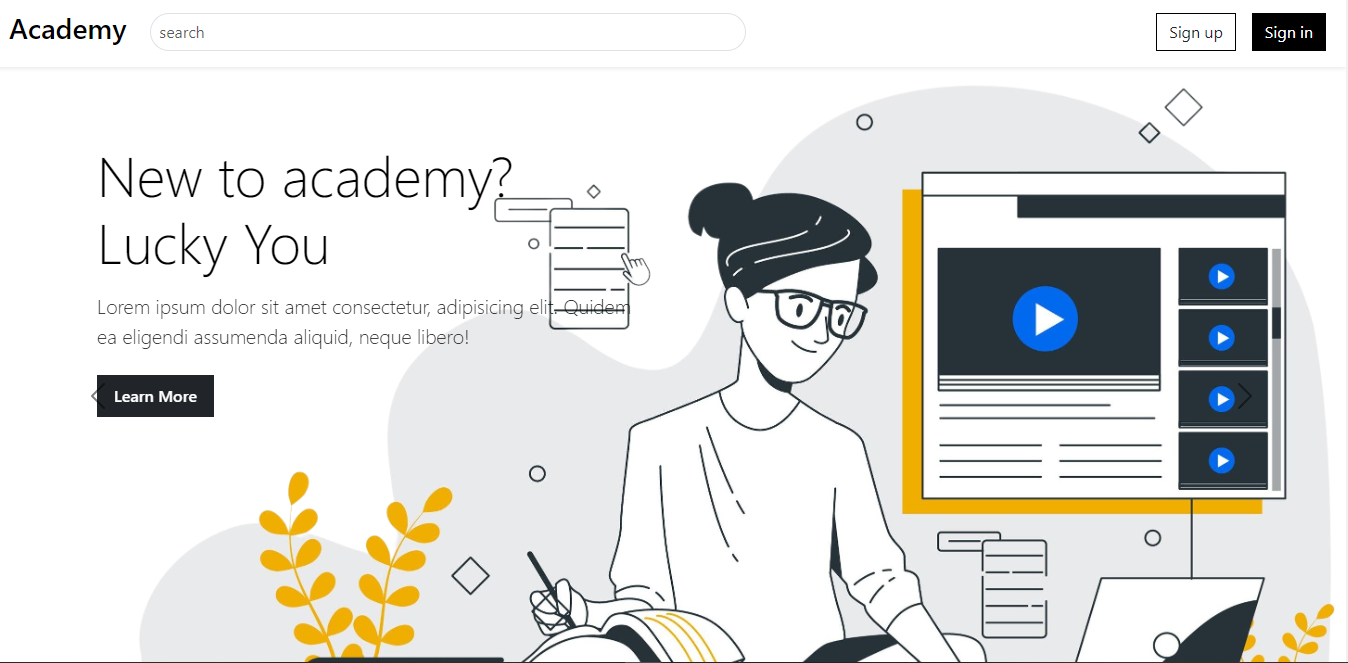 Academy
search
Sign up
Sign in
New to academy?
Lucky You
Lorem ipsum dolor sit amet consectetur, adipisicing elit. Quidem
ea eligendi assumenda aliquid, neque libero!
Learn More